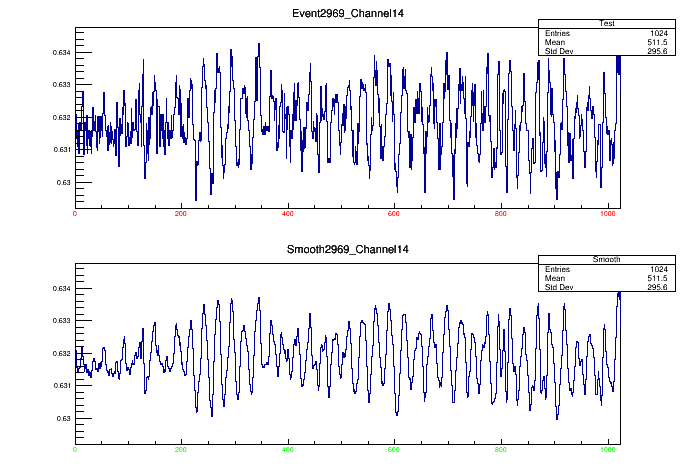 Event2969_Channel14
Test
Entries 1024
Mean 511.5
Std Dev 295.6
0.634
0.633
0.632
0.631
0.63
0 200 400 600 800 1000
Smooth2969_Channel14
Smooth
Entries 1024
Mean 511.5
Std Dev 295.6
0.634
0.633
0.632
0.631
0.63
0 200 400 600 800 1000